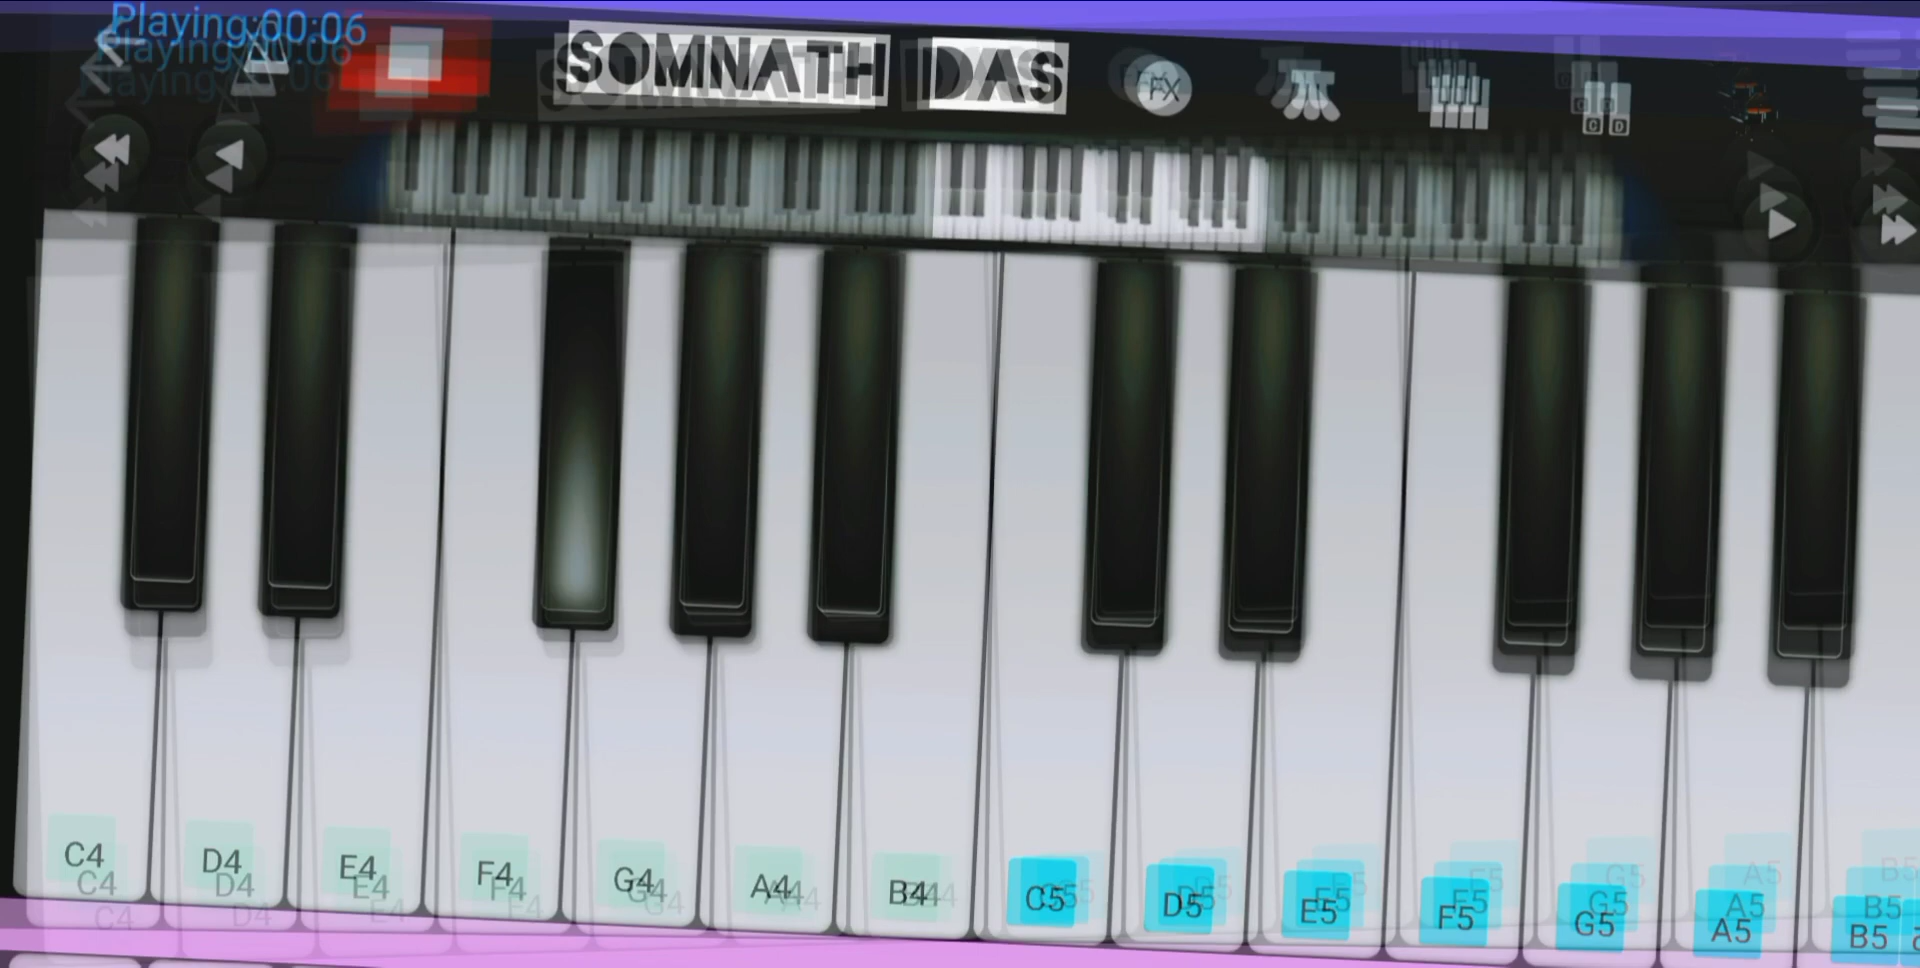 Playing:00:06
SOMNATH DAS
FX
C D
C4 D4 E4 F4 G4 A4 B4 C5 D5 E5 F5 G5 A5 B5